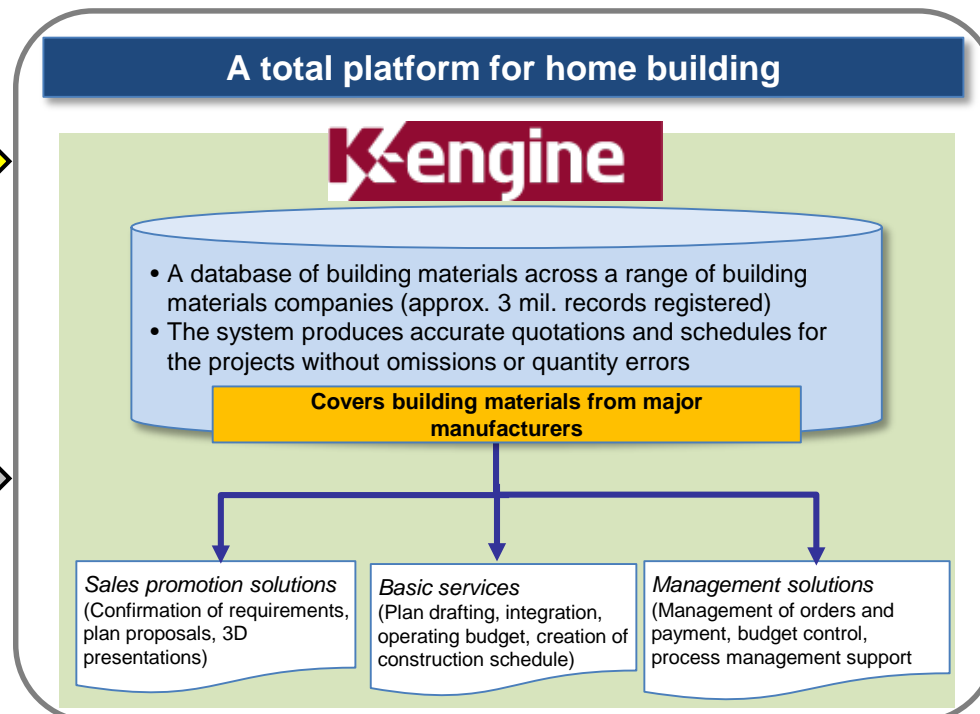 A total platform for home building
K-engine
• A database of building materials across a range of building
materials companies (approx. 3 mil. records registered)
• The system produces accurate quotations and schedules for
the projects without omissions or quantity errors
Covers building materials from major
manufacturers
Sales promotion solutions
(Confirmation of requirements,
plan proposals, 3D
presentations)
Basic services
(Plan drafting, integration,
operating budget, creation of
construction schedule)
Management solutions
(Management of orders and
payment, budget control,
process management support